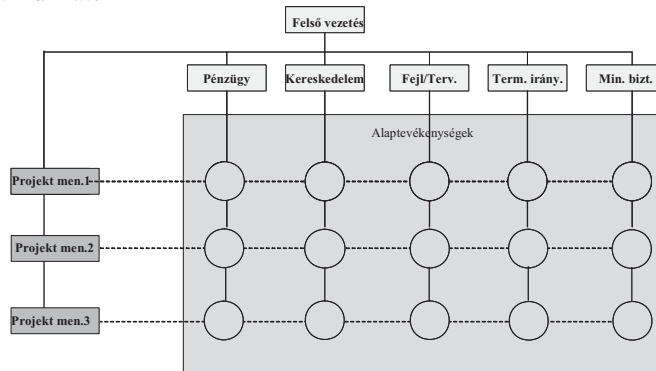 Felső vezetés
Pénzügy
Kereskedelem
Fejl/Terv.
Term. irány.
Min. bizt.
Alaptevékenységek
Projekt men.1
Projekt men.2
Projekt men.3